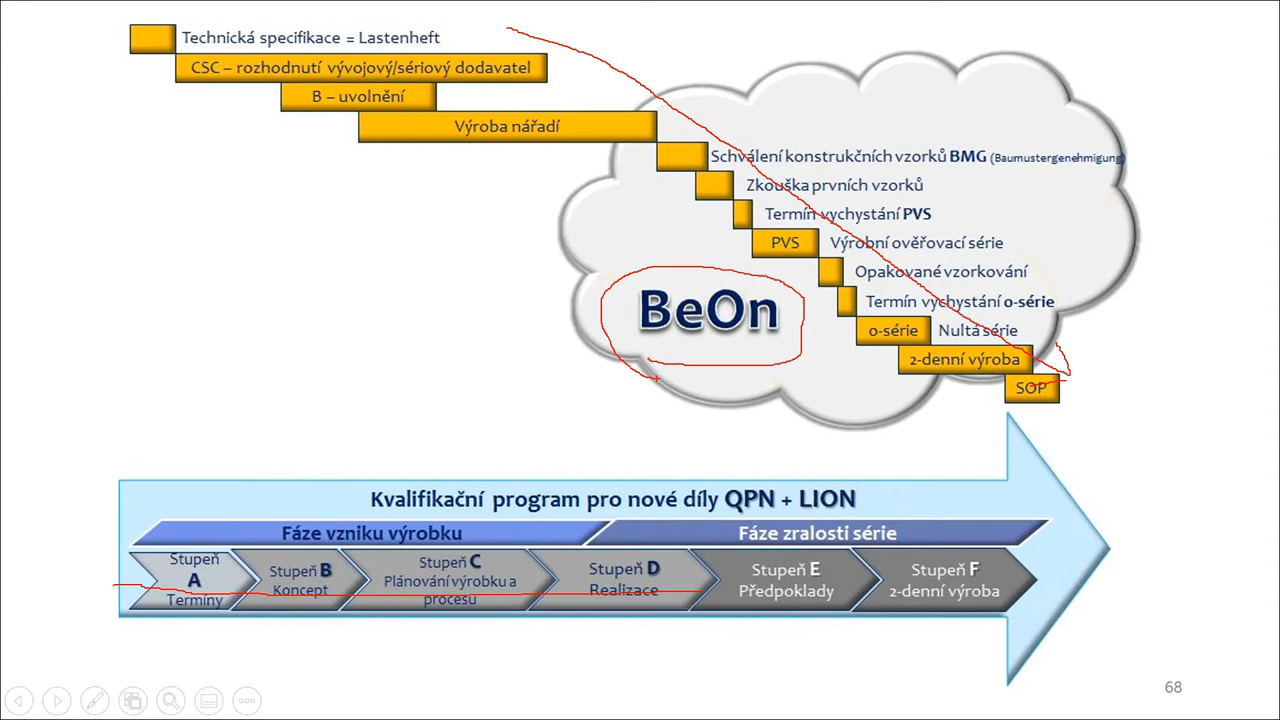 Technická specifikace = Lastenheft
CSC – rozhodnutí vývojový/sériový dodavatel
B – uvolnění
Výroba nářadí
Schválení konstrukčních vzorků BMG (Baumustergenehmigung)
Zkouška prvních vzorků
Termín vychystání PVS
PVS Výrobní ověřovací série
Opakované vzorkování
Termín vychystání 0-série
BeOn
0-série Nultá série
2-denní výroba
SOP
Kvalifikační program pro nové díly QPN + LION
Fáze vzniku výrobku
Fáze zralosti série
Stupeň
A
Termíny
Stupeň B
Koncept
Stupeň C
Plánování výrobku a
procesu
Stupeň D
Realizace
Stupeň E
Předpoklady
Stupeň F
2-denní výroba
68